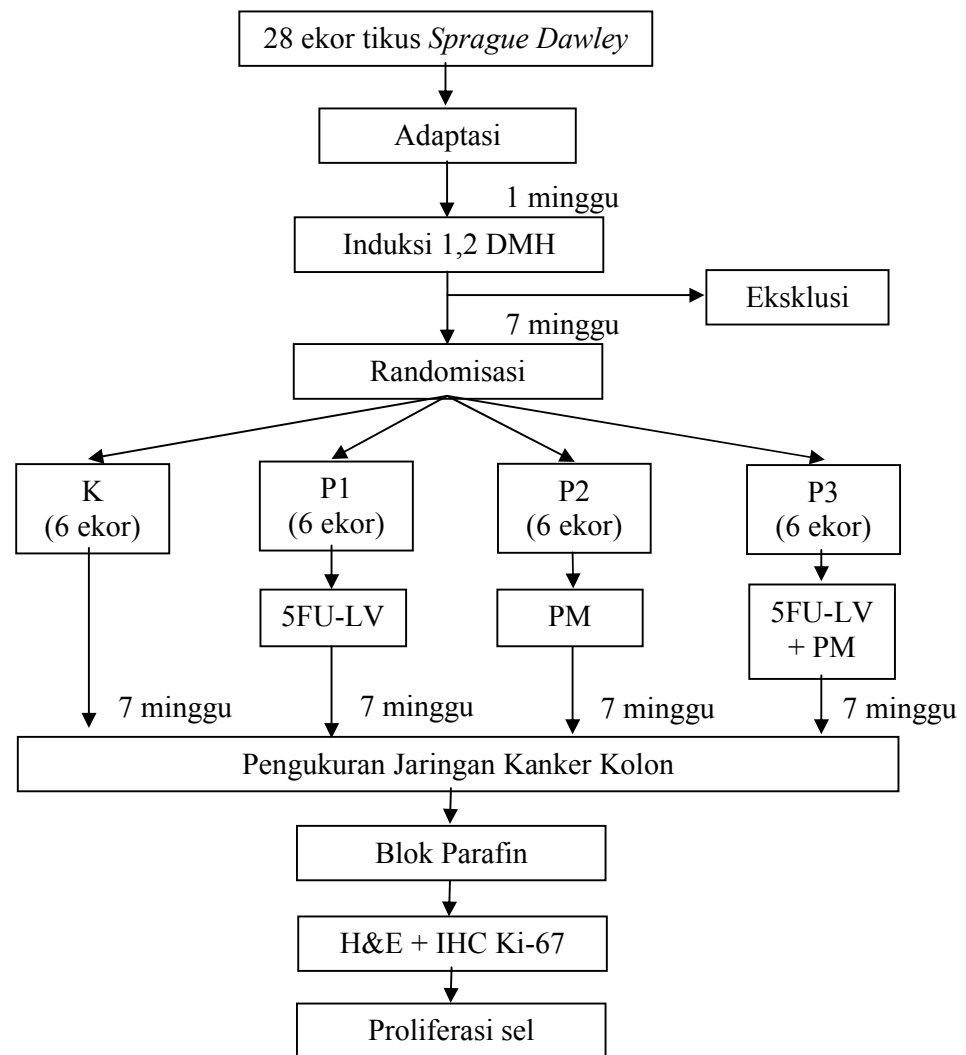 28 ekor tikus Sprague Dawley
Adaptasi
1 minggu
Induksi 1,2 DMH
Eksklusi
7 minggu
Randomisasi
K
(6 ekor)
P1
(6 ekor)
P2
(6 ekor)
P3
(6 ekor)
5FU-LV
PM
5FU-LV
+ PM
7 minggu
7 minggu
7 minggu
7 minggu
Pengukuran Jaringan Kanker Kolon
Blok Parafin
H&E + IHC Ki-67
Proliferasi sel